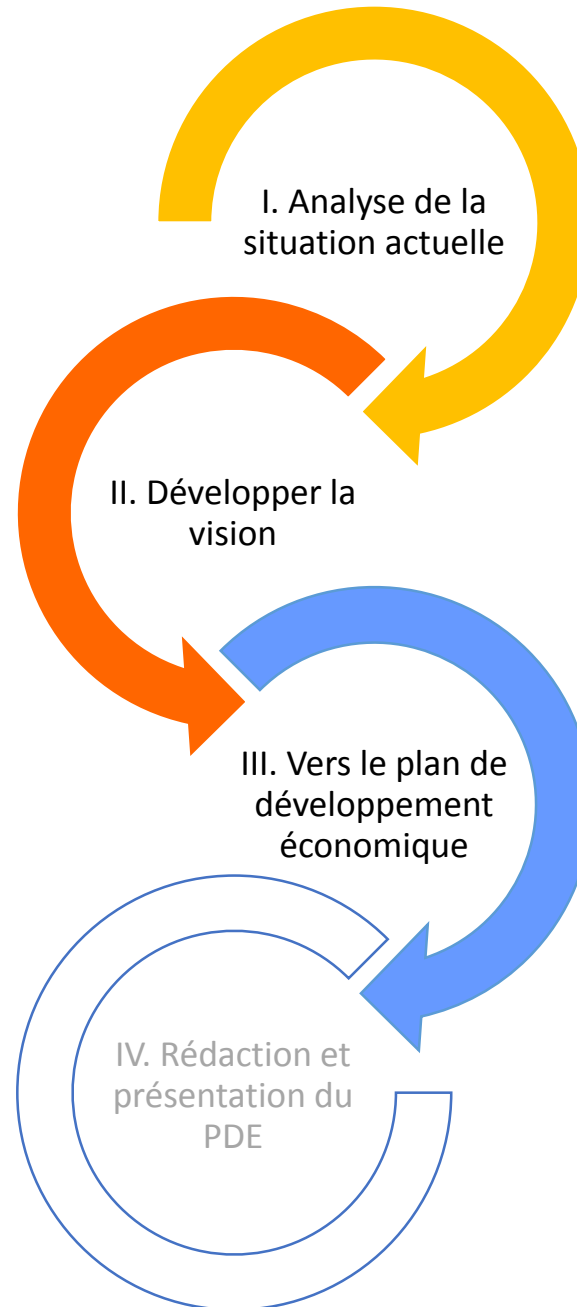 I. Analyse de la
situation actuelle
II. Développer la
vision
III. Vers le plan de
développement
économique
IV. Rédaction et
présentation du
PDE